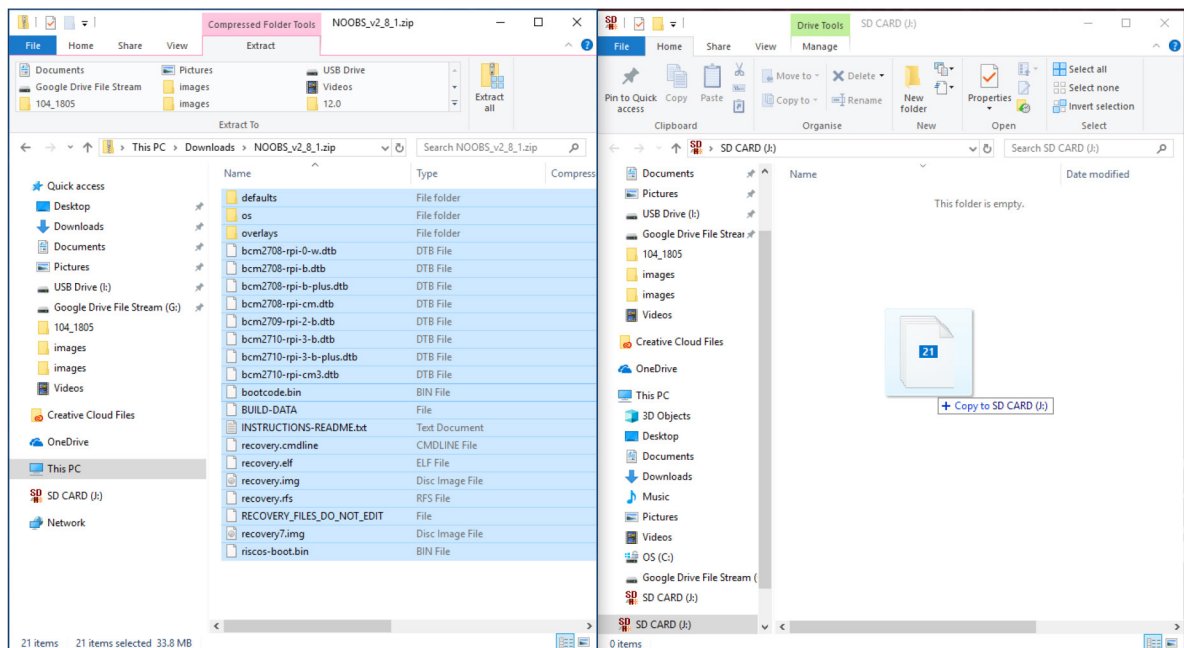 Compressed Folder Tools NOOBS_v2_8_1.zip
File Home Share View Extract
Documents Pictures USB Drive
Google Drive File Stream images Videos
104_1805 images 12.0
Extract all
Extract To
This PC > Downloads > NOOBS_v2_8_1.zip
Search NOOBS_v2_8_1.zip
Quick access
Desktop
Downloads
Documents
Pictures
USB Drive (I:)
Google Drive File Stream (G:)
104_1805
images
images
Videos
Creative Cloud Files
OneDrive
This PC
SD CARD (J:)
Network
Name Type Compress
defaults File folder
os File folder
overlays File folder
bcm2708-rpi-0-w.dtb DTB File
bcm2708-rpi-b.dtb DTB File
bcm2708-rpi-b-plus.dtb DTB File
bcm2708-rpi-cm.dtb DTB File
bcm2709-rpi-2-b.dtb DTB File
bcm2710-rpi-3-b.dtb DTB File
bcm2710-rpi-3-b-plus.dtb DTB File
bcm2710-rpi-cm3.dtb DTB File
bootcode.bin BIN File
BUILD-DATA File
INSTRUCTIONS-README.txt Text Document
recovery.cmdline CMDLINE File
recovery.elf ELF File
recovery.img Disc Image File
recovery.rfs RFS File
RECOVERY_FILES_DO_NOT_EDIT File
recovery7.img Disc Image File
riscos-boot.bin BIN File
21 items 21 items selected 33.8 MB
Drive Tools SD CARD (J:)
File Home Share View Manage
Pin to Quick access
Copy
Paste
Clipboard
Move to
Copy to
Delete
Rename
Organise
New folder
New
Properties
Open
Select all
Select none
Invert selection
Select
SD CARD (J:)
Search SD CARD (J:)
Documents
Pictures
USB Drive (I:)
Google Drive File Strear
104_1805
images
images
Videos
Creative Cloud Files
OneDrive
This PC
3D Objects
Desktop
Documents
Downloads
Music
Pictures
Videos
OS (C:)
Google Drive File Stream (
SD CARD (J:)
SD CARD (J:)
Name Date modified
This folder is empty.
21
+ Copy to SD CARD (J:)
0 items